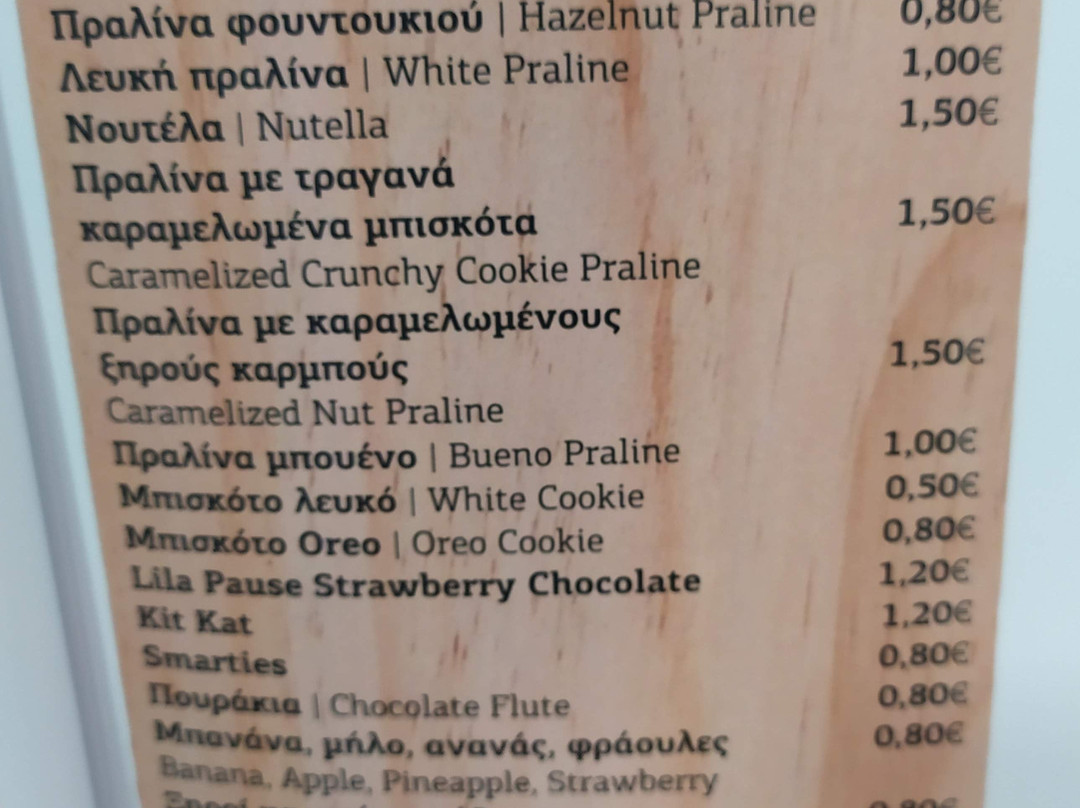 Πραλίνα φουντουκιού | Hazelnut Praline 0,80€
Λευκή πραλίνα | White Praline 1,00€
Νουτέλα | Nutella 1,50€
Πραλίνα με τραγανά
καραμελωμένα μπισκότα 1,50€
Caramelized Crunchy Cookie Praline
Πραλίνα με καραμελωμένους
ξηρούς καρμπούς 1,50€
Caramelized Nut Praline
Πραλίνα μπουένο | Bueno Praline 1,00€
Μπισκότο λευκό | White Cookie 0,50€
Μπισκότο Oreo | Oreo Cookie 0,80€
Lila Pause Strawberry Chocolate 1,20€
Kit Kat 1,20€
Smarties 0,80€
Πουράκια | Chocolate Flute 0,80€
Μπανάνα, μήλο, ανανάς, φράουλες 0,80€
Banana, Apple, Pineapple, Strawberry